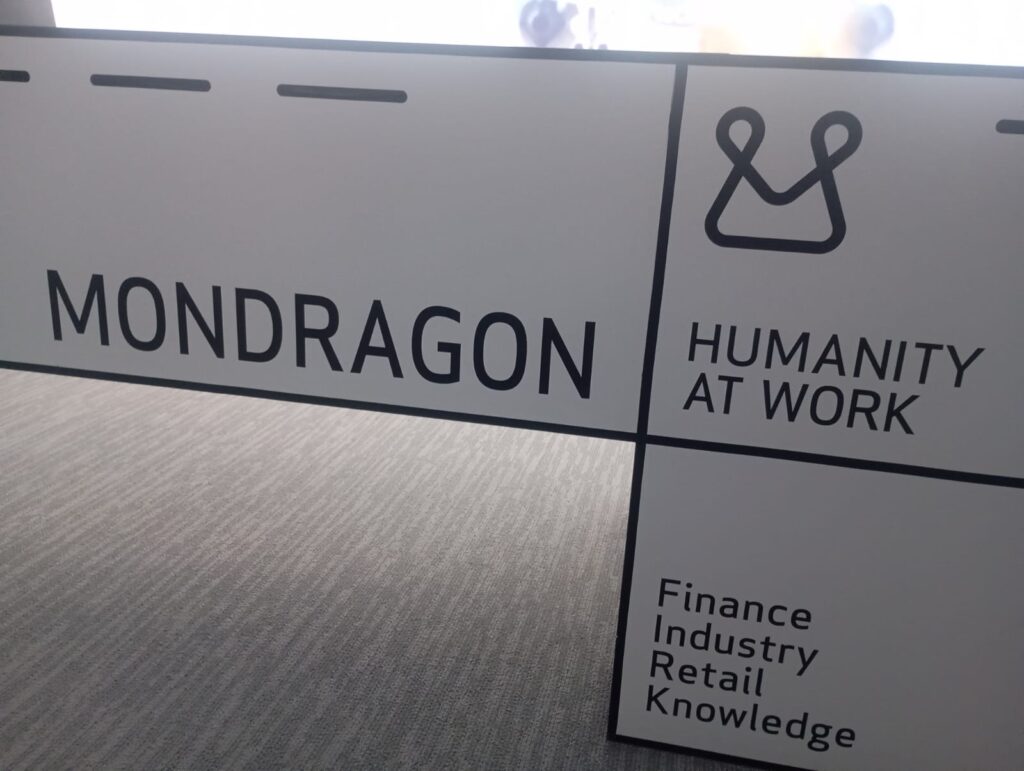 MONDRAGON
HUMANITY
AT WORK
Finance
Industry
Retail
Knowledge